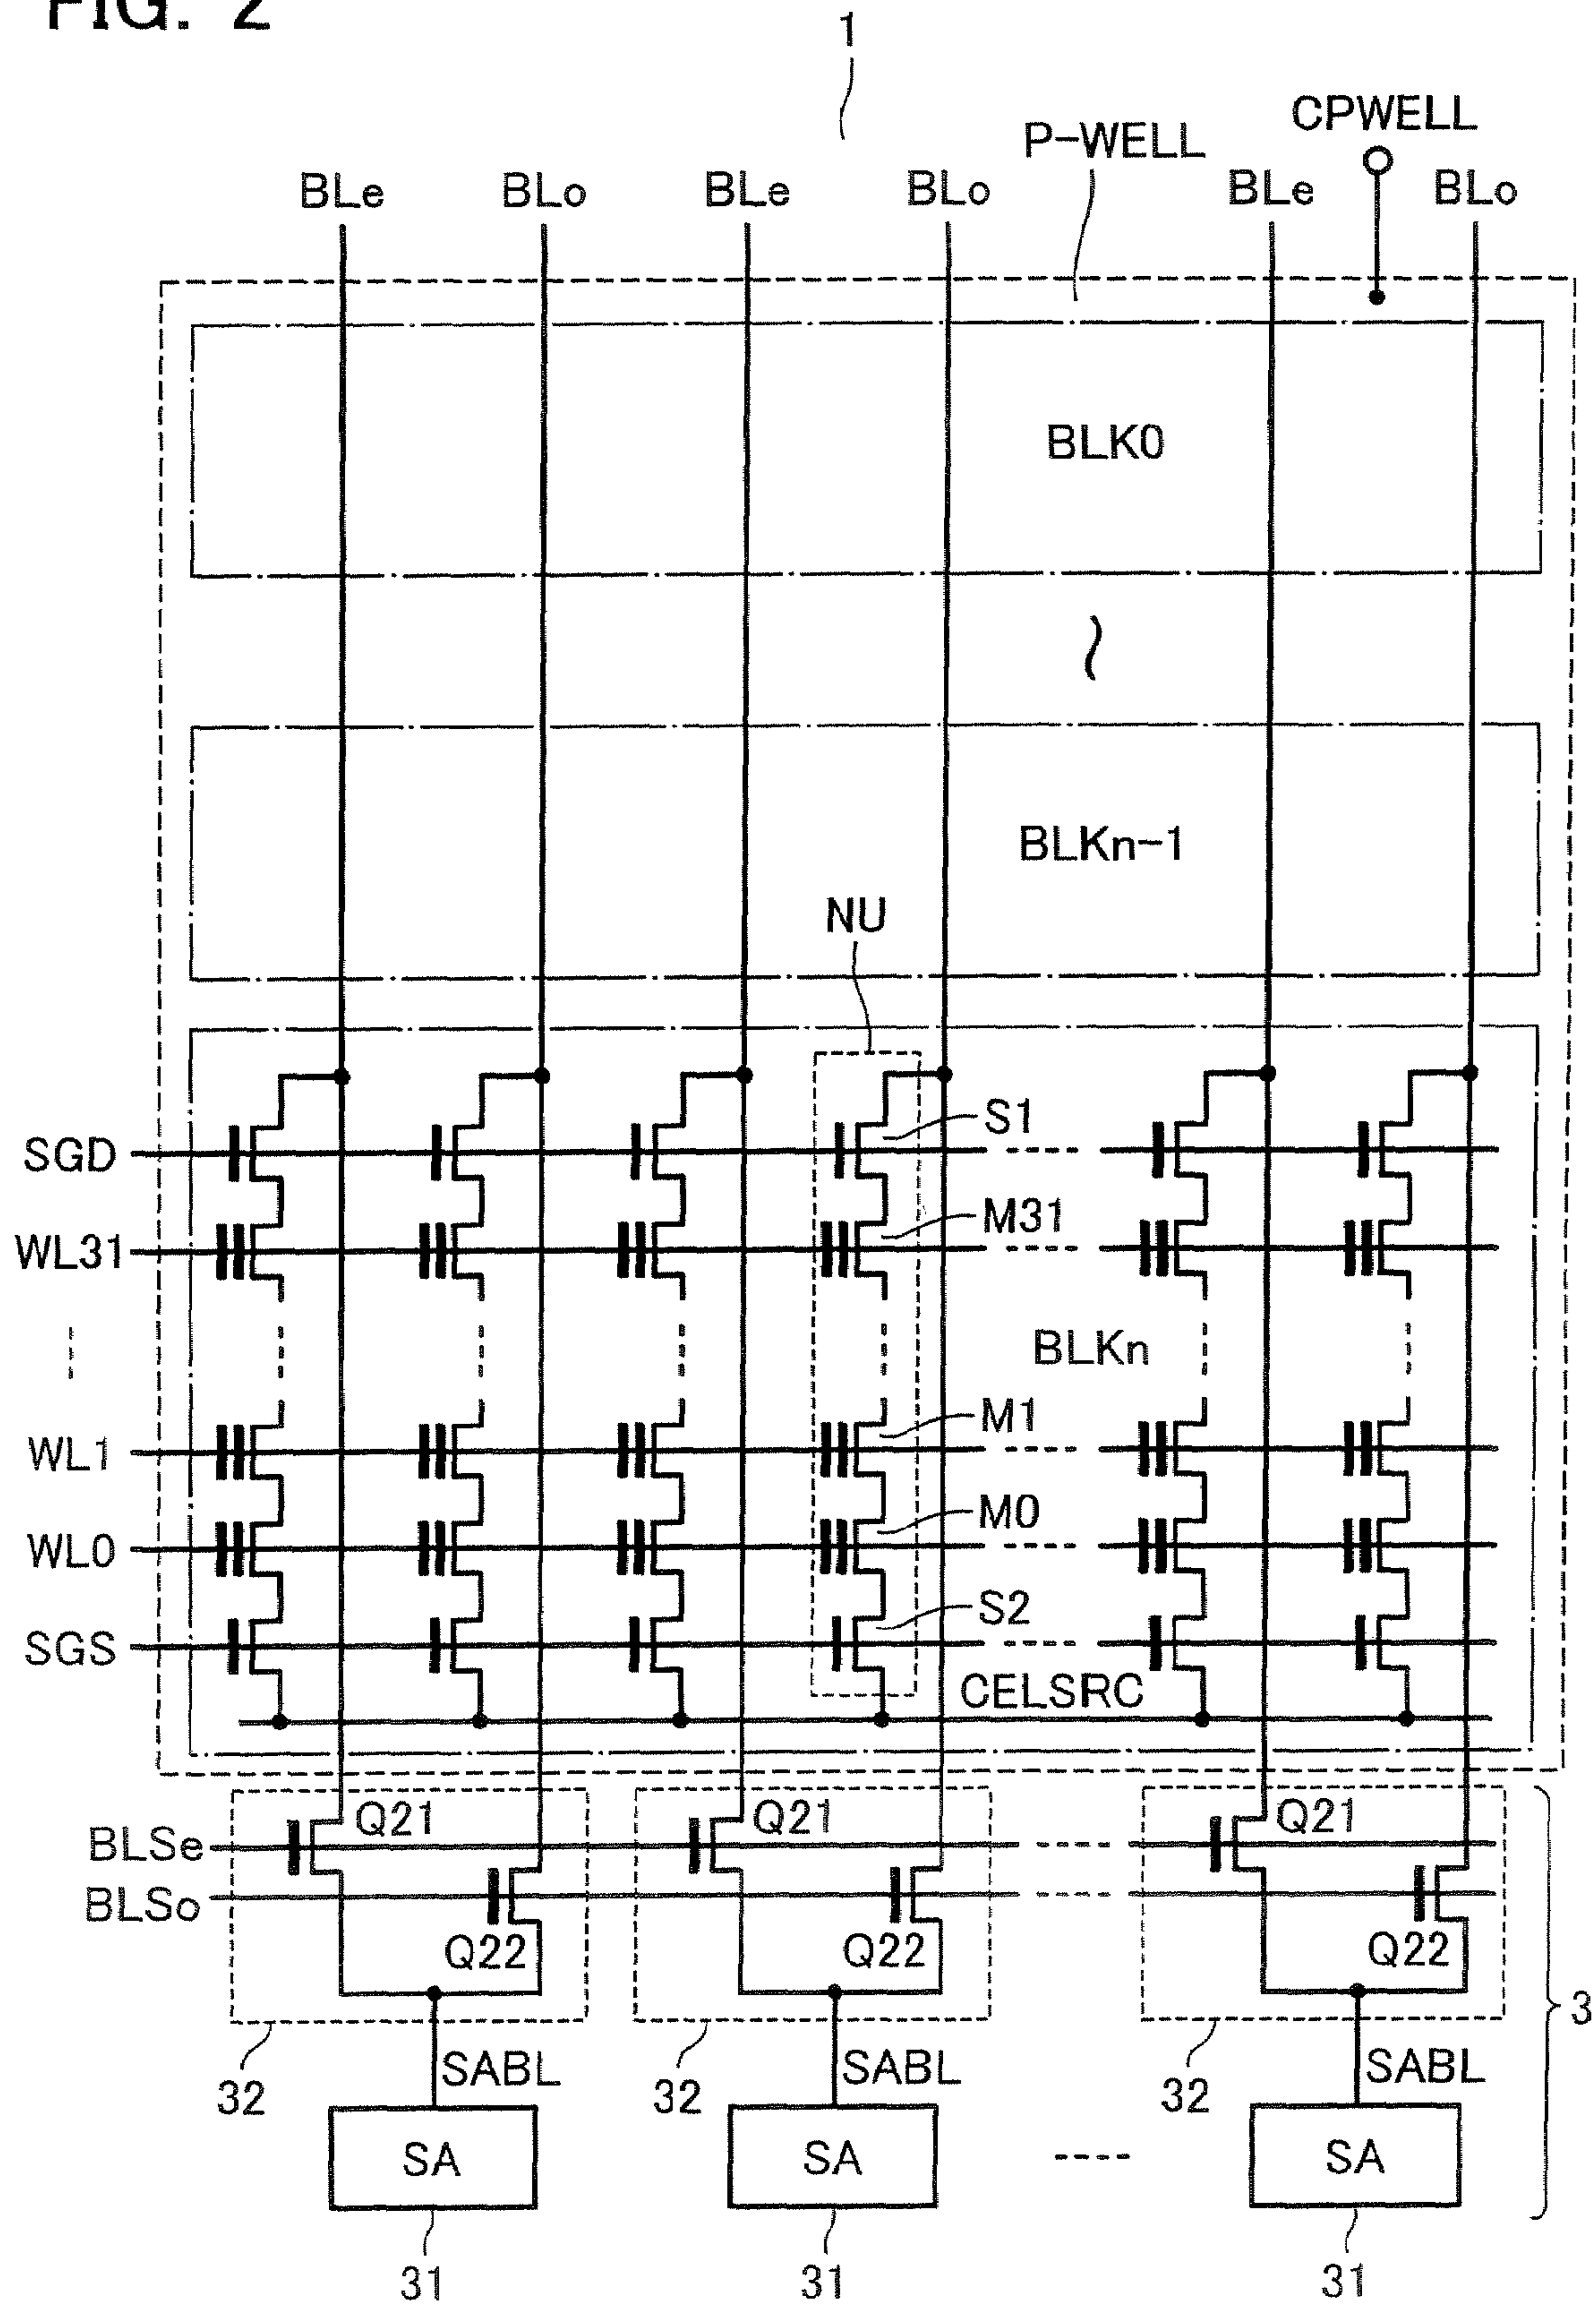 FIG. 2
1
CPWELL
P-WELL
BLe BLo BLe BLo BLe BLo
BLK0
BLKn-1
NU
S1
SGD
M31
WL31
BLKn
M1
WL1
M0
WL0
S2
SGS
CELSRC
Q21 Q21 Q21
BLSe
BLSo
Q22 Q22 Q22
3
SABL SABL SABL
32 32 32
SA SA SA
31 31 31